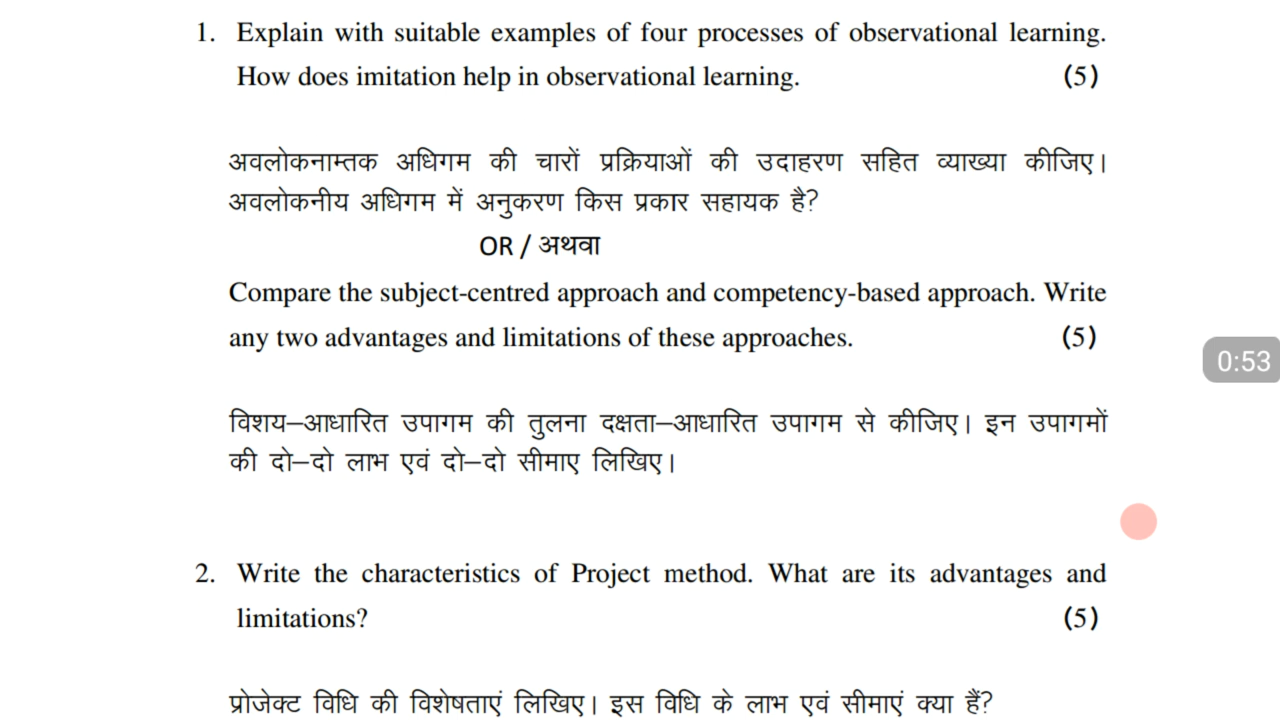 1. Explain with suitable examples of four processes of observational learning.
How does imitation help in observational learning. (5)
अवलोकनाम्तक अधिगम की चारों प्रक्रियाओं की उदाहरण सहित व्याख्या कीजिए।
अवलोकनीय अधिगम में अनुकरण किस प्रकार सहायक है?
OR / अथवा
Compare the subject-centred approach and competency-based approach. Write
any two advantages and limitations of these approaches. (5)
विशय–आधारित उपागम की तुलना दक्षता–आधारित उपागम से कीजिए। इन उपागमों
की दो–दो लाभ एवं दो–दो सीमाए लिखिए।
0:53
2. Write the characteristics of Project method. What are its advantages and
limitations? (5)
प्रोजेक्ट विधि की विशेषताएं लिखिए। इस विधि के लाभ एवं सीमाएं क्या हैं?